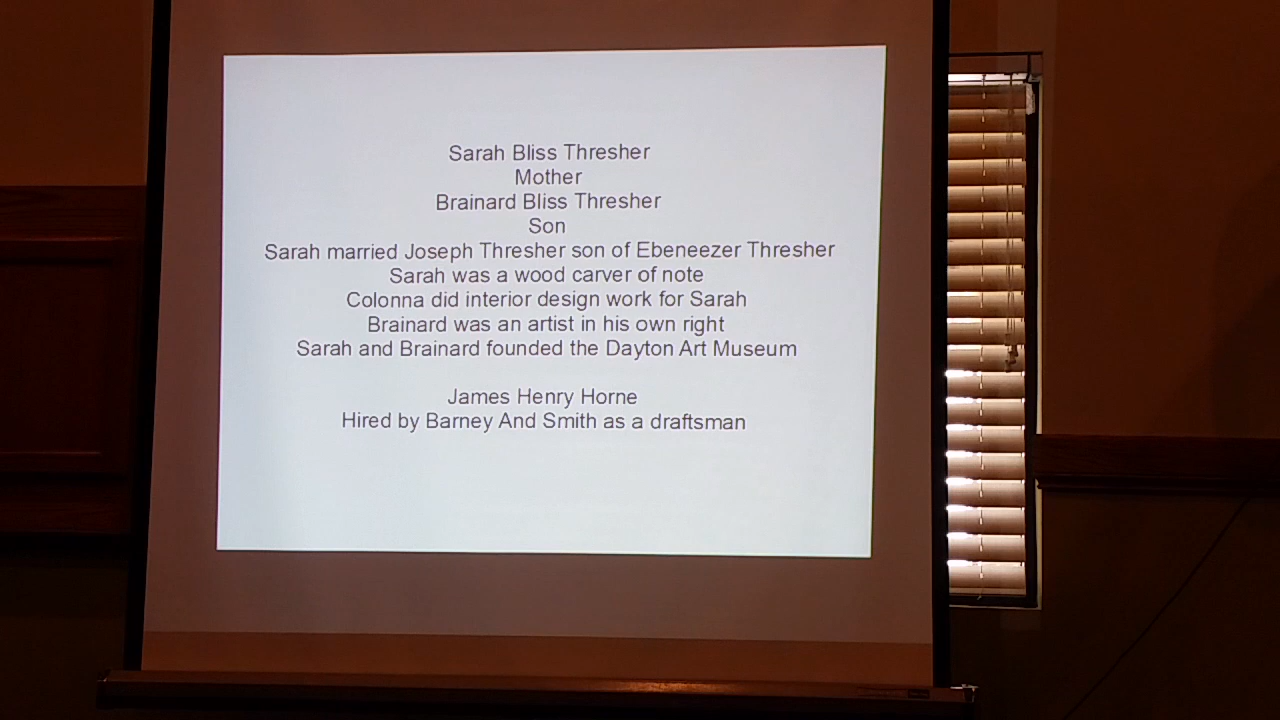 Sarah Bliss Thresher
Mother
Brainard Bliss Thresher
Son
Sarah married Joseph Thresher son of Ebeneezer Thresher
Sarah was a wood carver of note
Colonna did interior design work for Sarah
Brainard was an artist in his own right
Sarah and Brainard founded the Dayton Art Museum
James Henry Horne
Hired by Barney And Smith as a draftsman